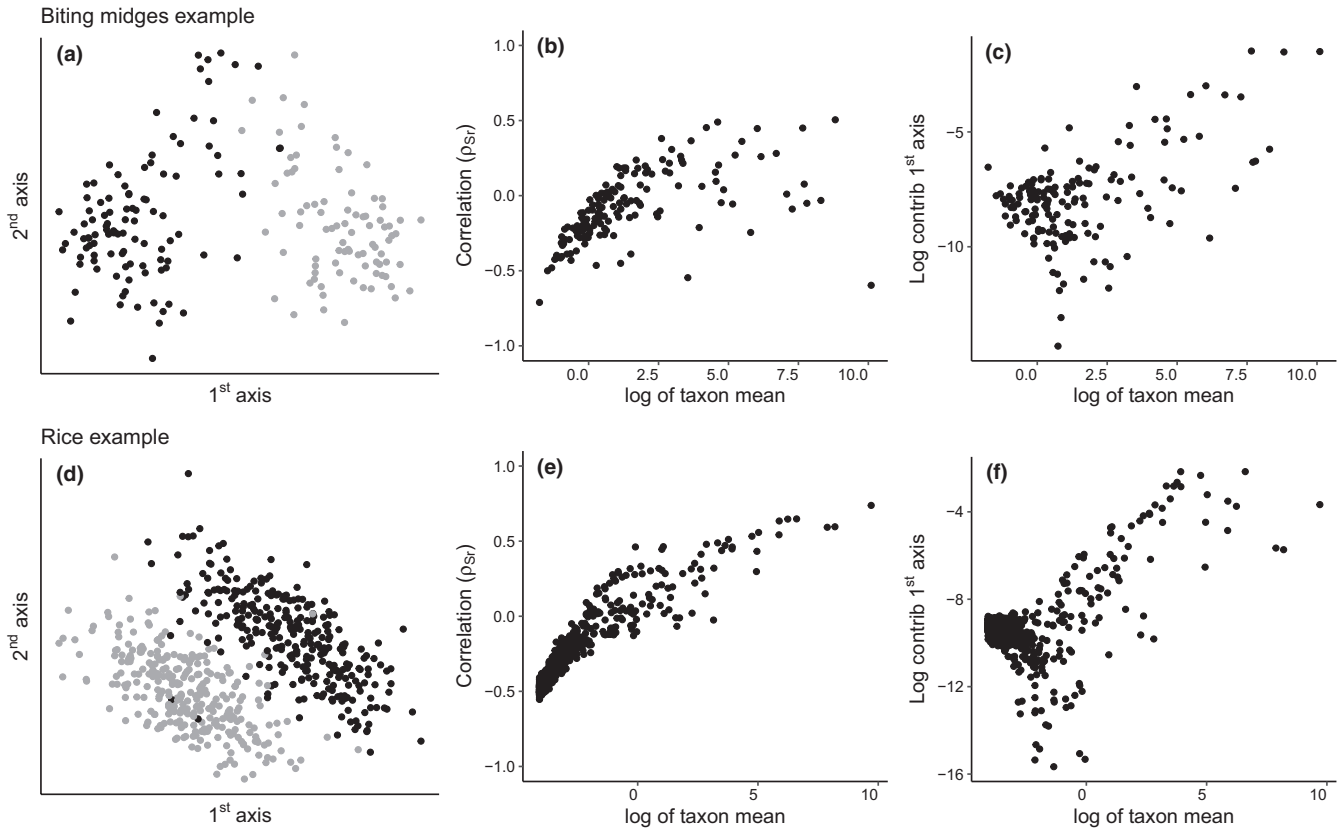 Biting midges example
(a)
2nd axis
1st axis
(b)
1.0
0.5
0.0
−0.5
−1.0
Correlation (ρSr)
0.0 2.5 5.0 7.5 10.0
log of taxon mean
(c)
−5
−10
Log contrib 1st axis
0.0 2.5 5.0 7.5 10.0
log of taxon mean
Rice example
(d)
2nd axis
1st axis
(e)
1.0
0.5
0.0
−0.5
−1.0
Correlation (ρSr)
0 5 10
log of taxon mean
(f)
−4
−8
−12
−16
Log contrib 1st axis
0 5 10
log of taxon mean